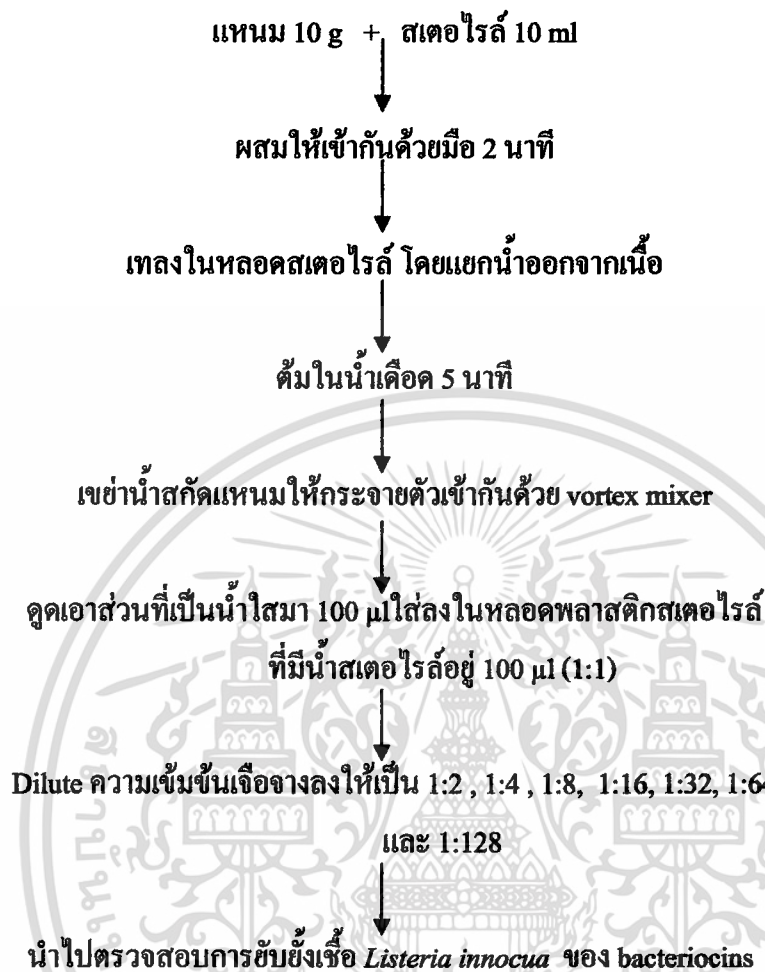 แหนม 10 g + สเตอไรล์ 10 ml
ผสมให้เข้ากันด้วยมือ 2 นาที
เทลงในหลอดสเตอไรล์ โดยแยกน้ำออกจากเนื้อ
ต้มในน้ำเดือด 5 นาที
เขย่าน้ำสกัดแหนมให้กระจายตัวเข้ากันด้วย vortex mixer
ดูดเอาส่วนที่เป็นน้ำใสมา 100 µlใส่ลงในหลอดพลาสติกสเตอไรล์
ที่มีน้ำสเตอไรล์อยู่ 100 µl (1:1)
Dilute ความเข้มข้นเจือจางลงให้เป็น 1:2 , 1:4 , 1:8, 1:16, 1:32, 1:64
และ 1:128
นำไปตรวจสอบการยับยั้งเชื้อ Listeria innocua ของ bacteriocins